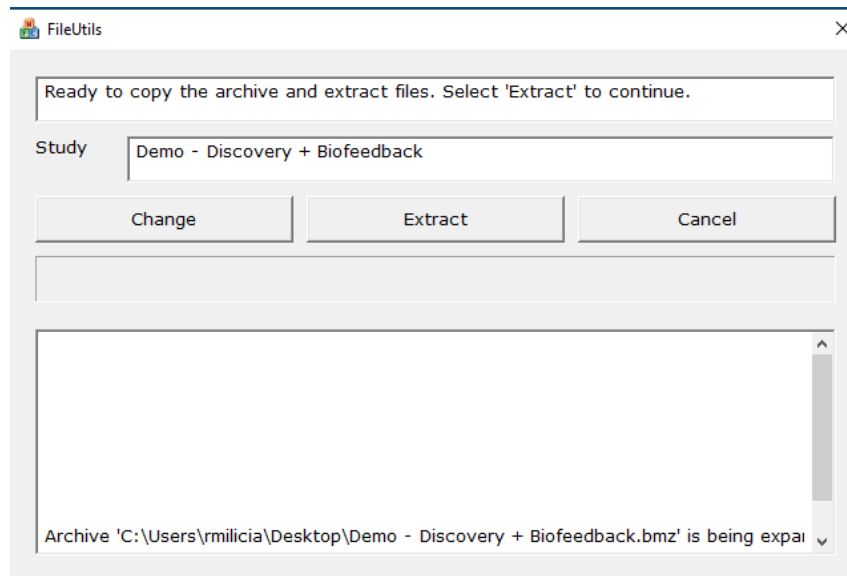 FileUtils
Ready to copy the archive and extract files. Select 'Extract' to continue.
Study
Demo - Discovery + Biofeedback
Change
Extract
Cancel
Archive 'C:\Users\rmilicia\Desktop\Demo - Discovery + Biofeedback.bmz' is being expar